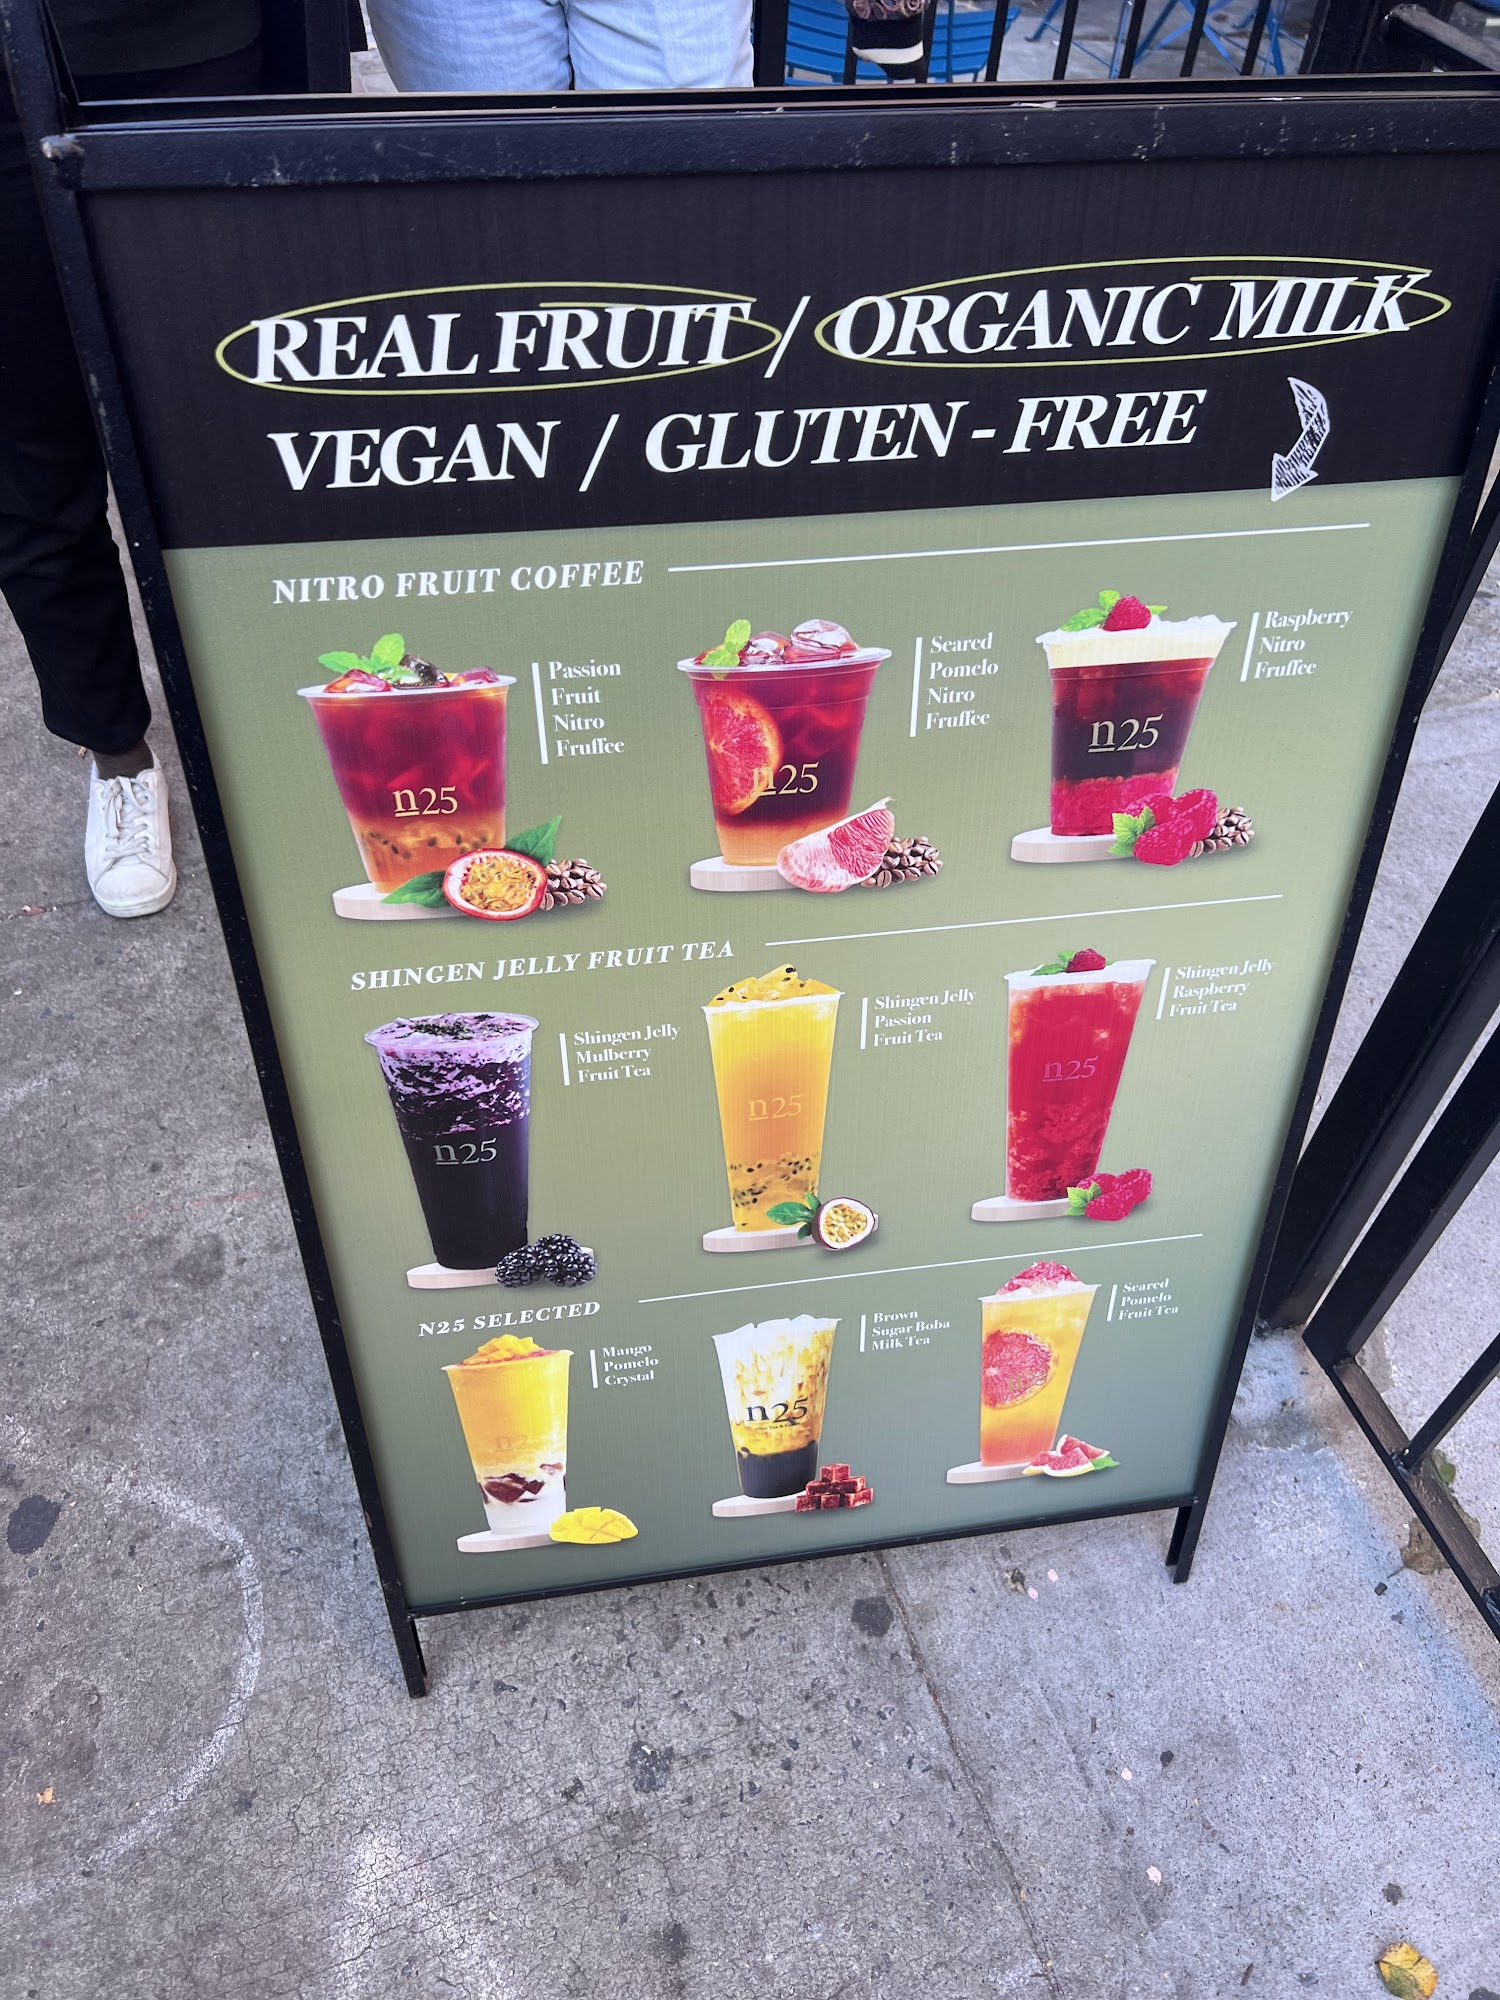 REAL FRUIT / ORGANIC MILK
VEGAN / GLUTEN - FREE
NITRO FRUIT COFFEE
Passion
Fruit
Nitro
Fruffee
n25
Seared
Pomelo
Nitro
Fruffee
n25
Raspberry
Nitro
Fruffee
n25
SHINGEN JELLY FRUIT TEA
Shingen Jelly
Mulberry
Fruit Tea
n25
Shingen Jelly
Passion
Fruit Tea
n25
Shingen Jelly
Raspberry
Fruit Tea
n25
N25 SELECTED
Mango
Pomelo
Crystal
Brown
Sugar Boba
Milk Tea
n25
Seared
Pomelo
Fruit Tea